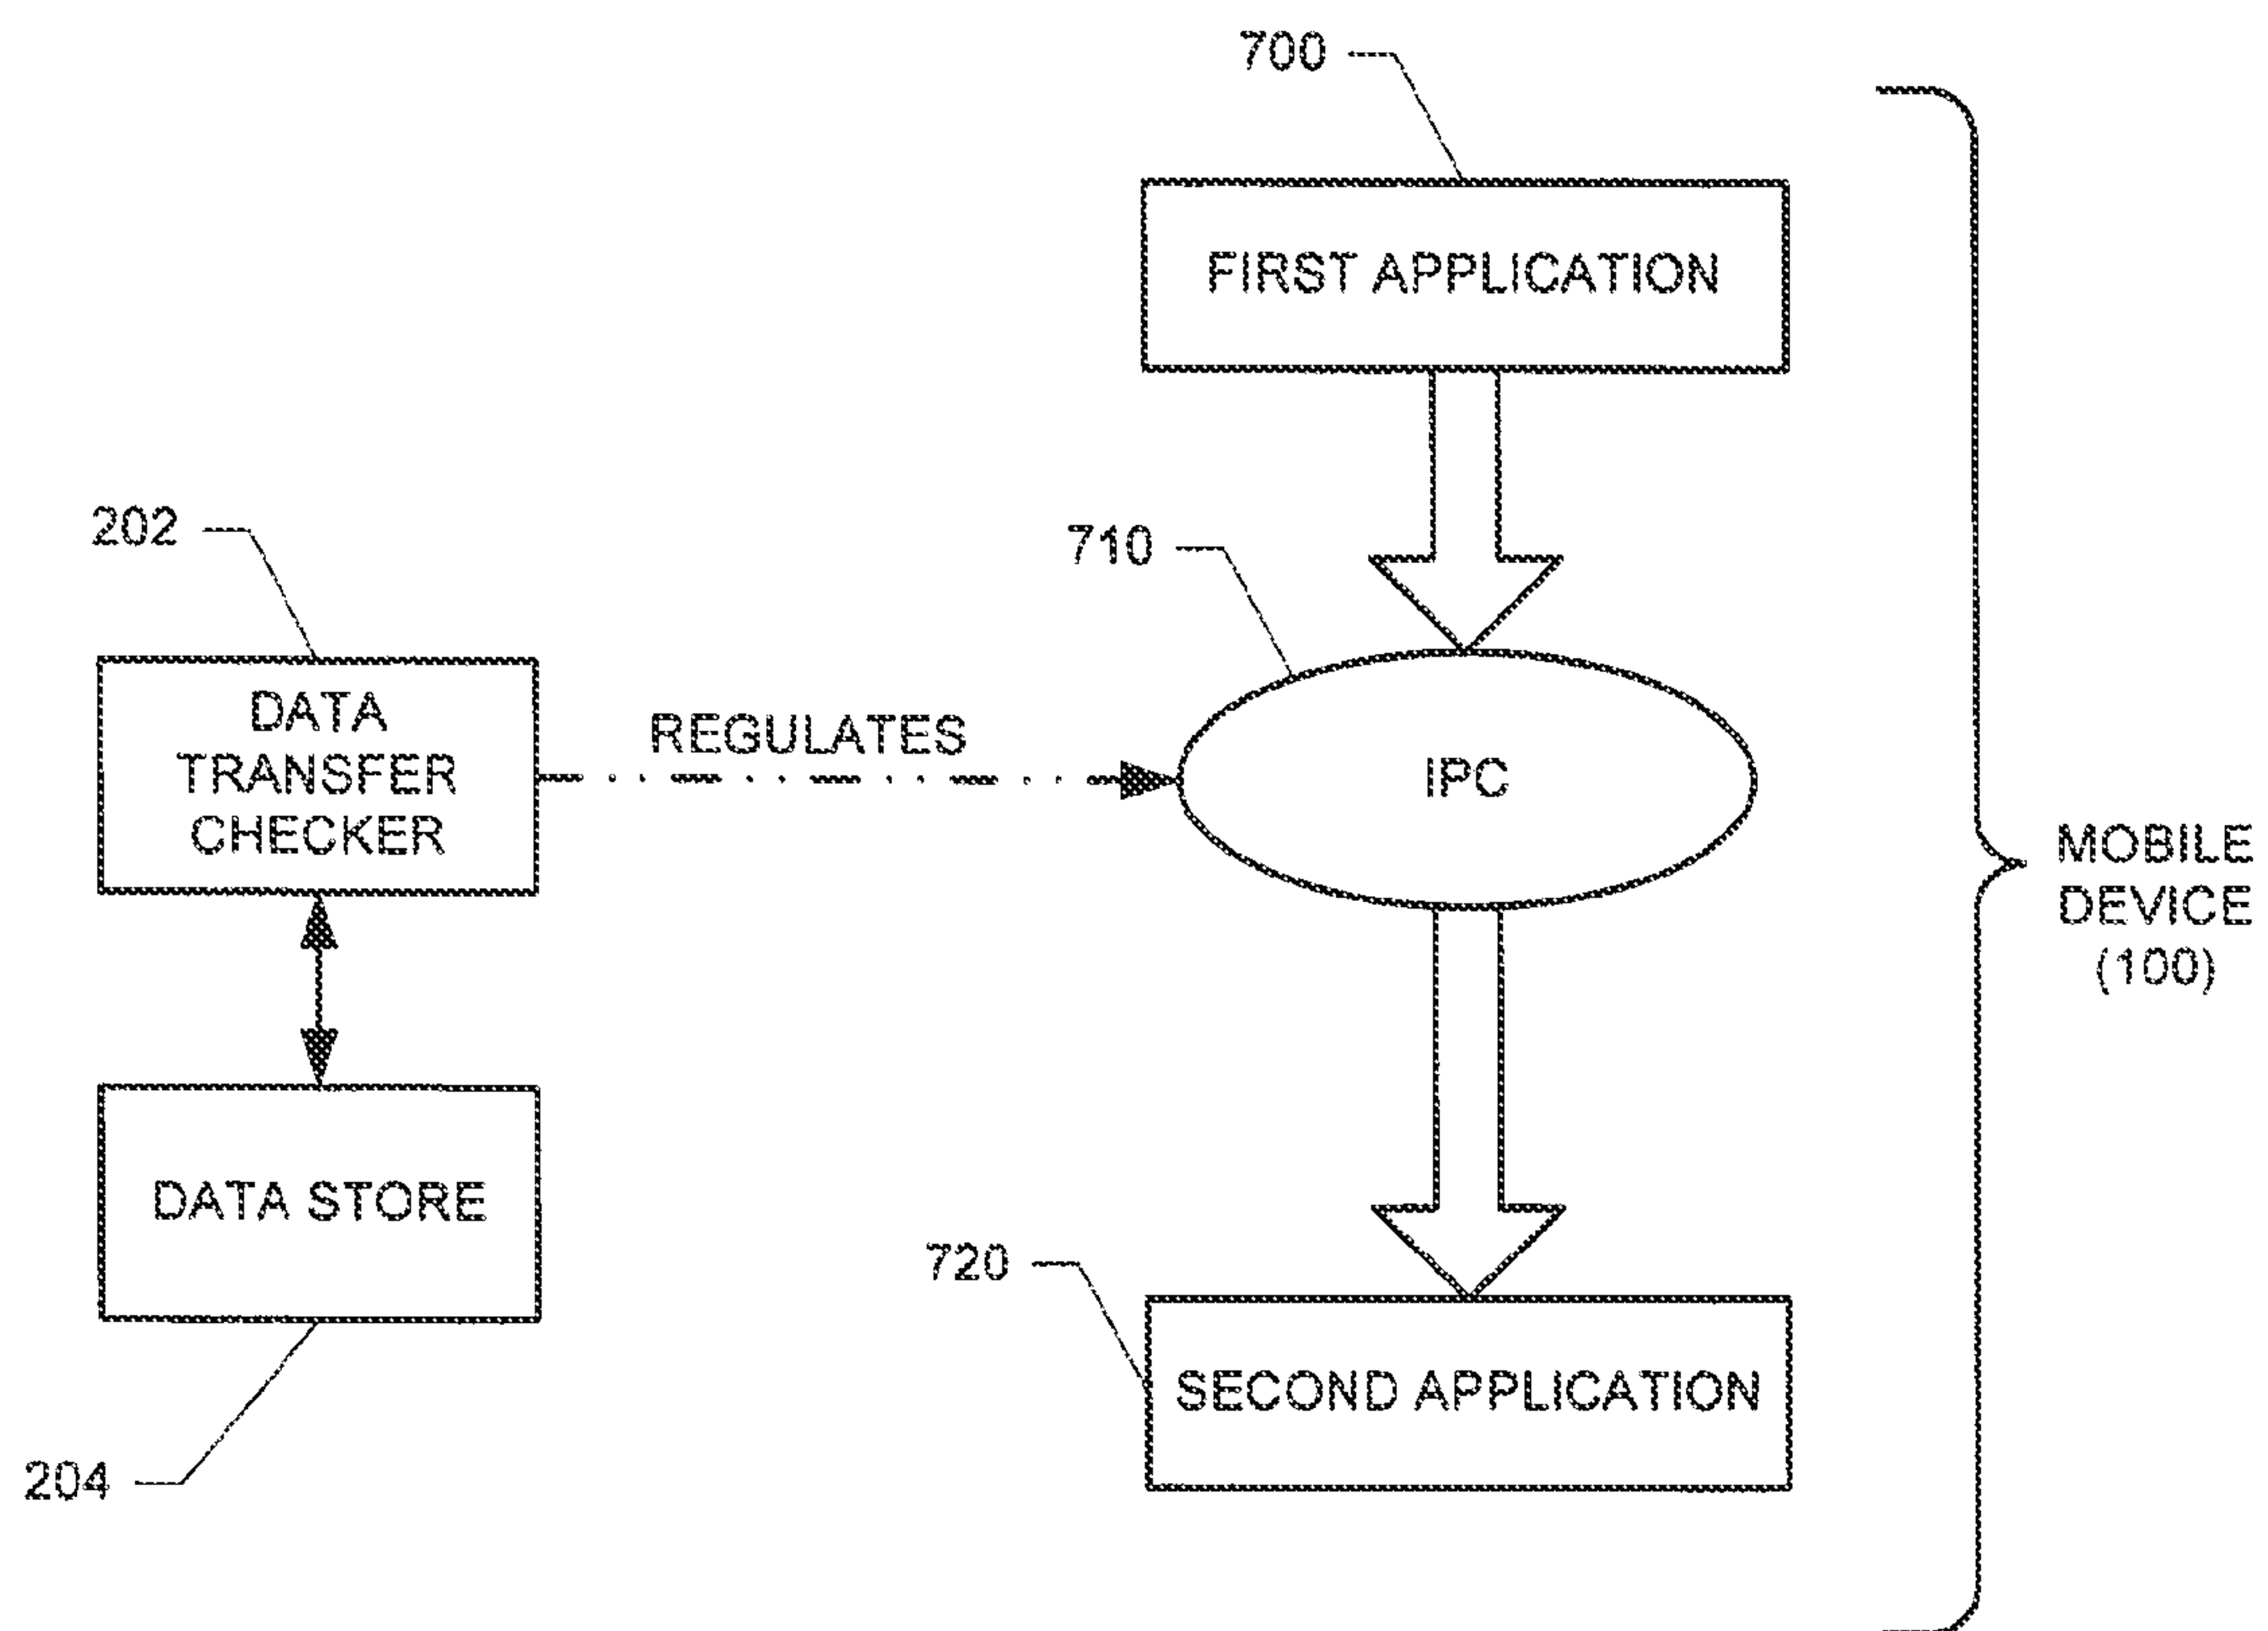 700
FIRST APPLICATION
202
710
DATA
TRANSFER
CHECKER
REGULATES
IPC
MOBILE
DEVICE
(100)
DATA STORE
720
SECOND APPLICATION
204